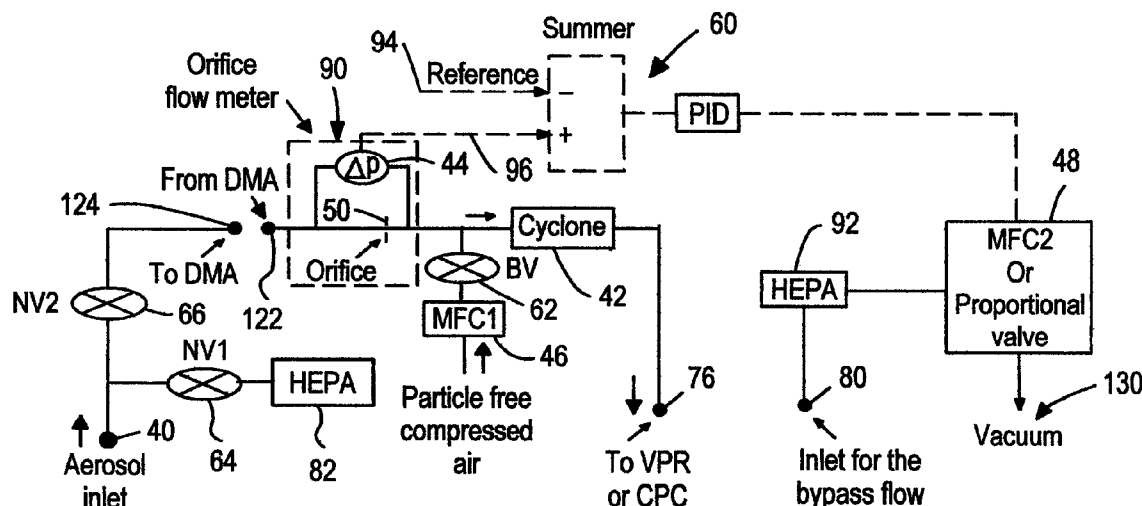 Summer
60
94
Orifice
flow meter
90
Reference
−
+
PID
ΔP
44
96
From DMA
124
50
Cyclone
48
MFC2
Or
Proportional
valve
92
To DMA
Orifice
BV
62
42
HEPA
NV2
66
122
MFC1
46
NV1
HEPA
76
80
130
40
64
82
Particle free
compressed
air
Vacuum
Aerosol
inlet
To VPR
or CPC
Inlet for the
bypass flow